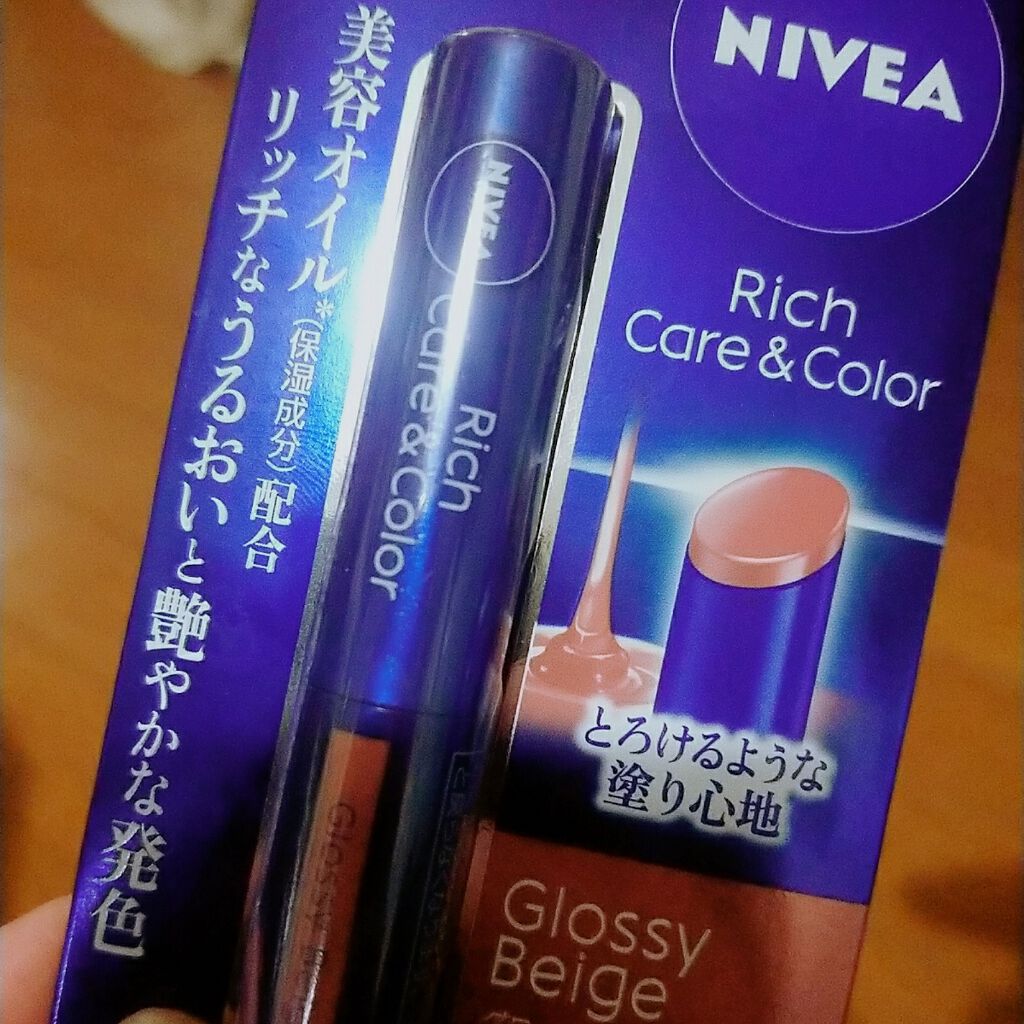 NIVEA
Rich
Care & Color
美容オイル*(保湿成分)配合
リッチなうるおいと艶やかな発色
NIVEA
Rich
Care & Color
とろけるような
塗り心地
Glossy
Glossy
Beige